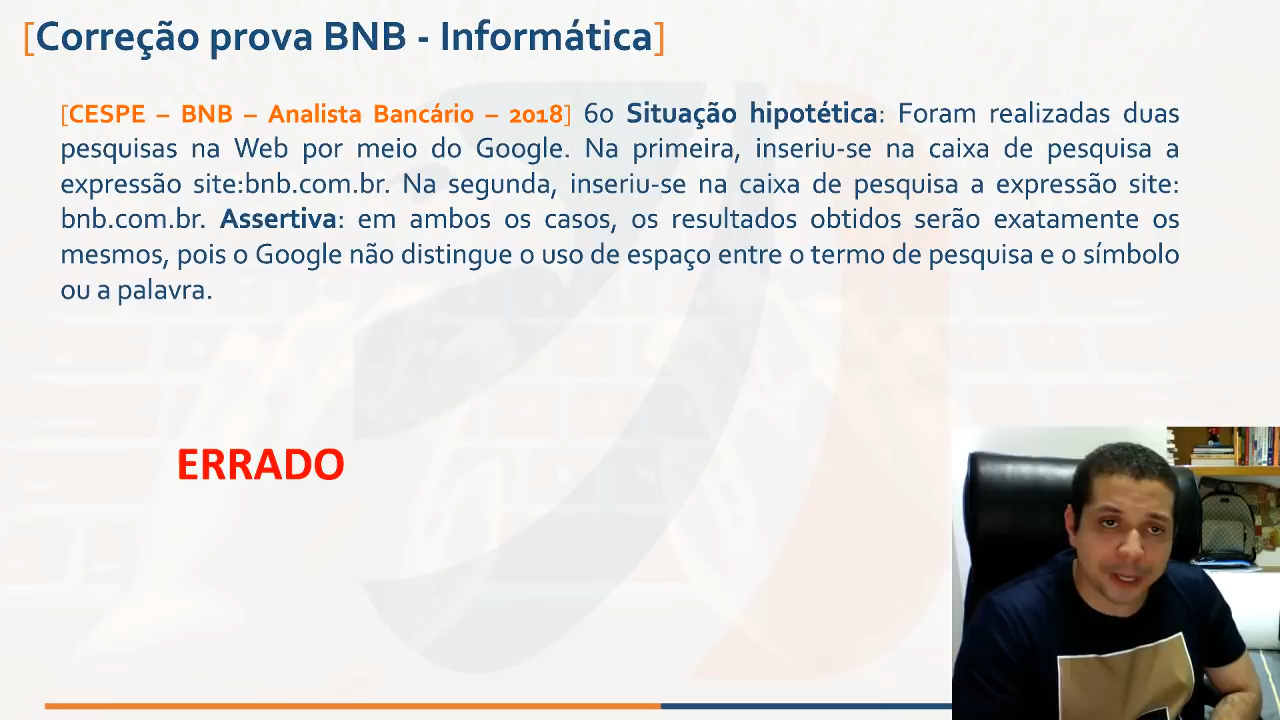 [Correção prova BNB - Informática]
[CESPE – BNB – Analista Bancário – 2018] 60 Situação hipotética: Foram realizadas duas
pesquisas na Web por meio do Google. Na primeira, inseriu-se na caixa de pesquisa a
expressão site:bnb.com.br. Na segunda, inseriu-se na caixa de pesquisa a expressão site:
bnb.com.br. Assertiva: em ambos os casos, os resultados obtidos serão exatamente os
mesmos, pois o Google não distingue o uso de espaço entre o termo de pesquisa e o símbolo
ou a palavra.
ERRADO